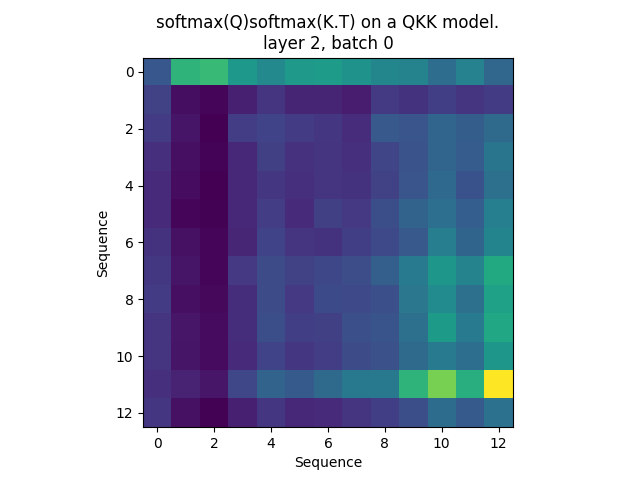 softmax(Q)softmax(K.T) on a QKK model.
layer 2, batch 0
0
2
4
6
8
10
12
Sequence
0 2 4 6 8 10 12
Sequence